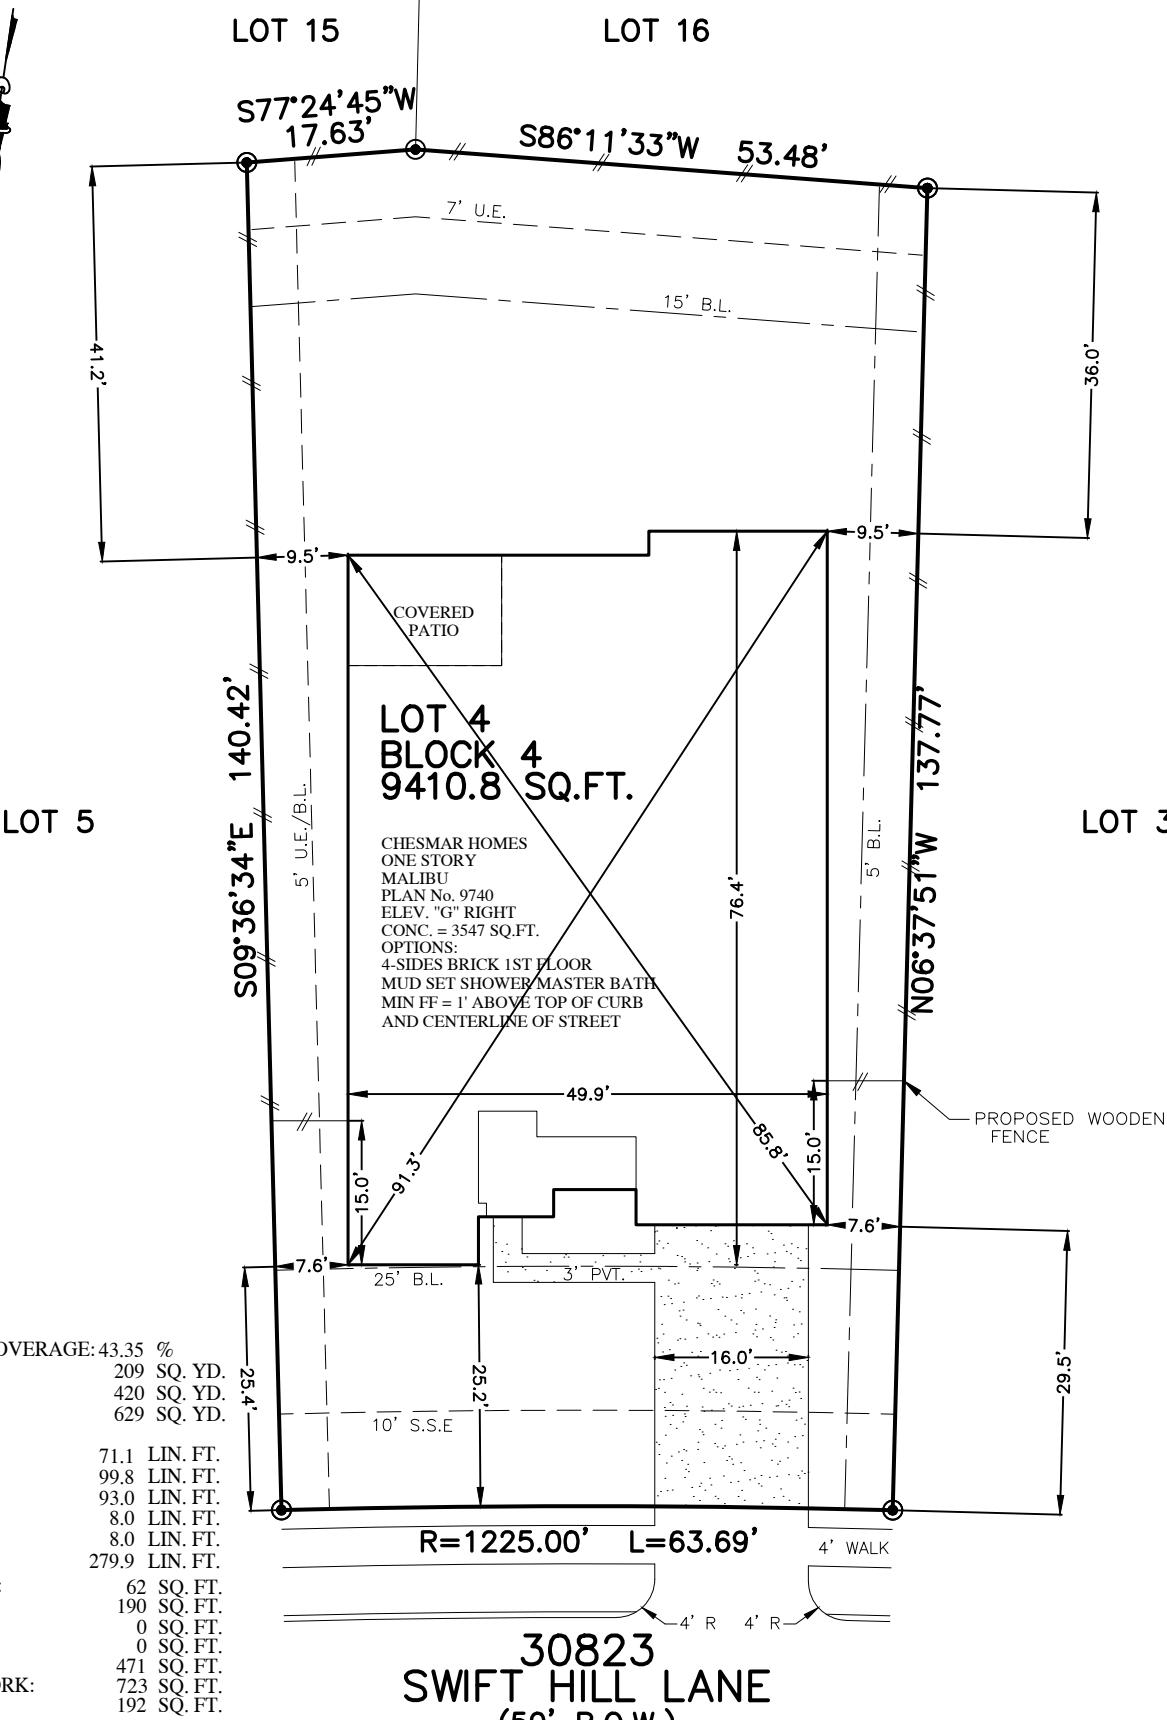 LOT 15
LOT 16
S77°24'45"W
17.63'
S86°11'33"W 53.48'
7' U.E.
15' B.L.
41.2'
36.0'
9.5'
9.5'
COVERED
PATIO
LOT 4
BLOCK 4
9410.8 SQ.FT.
S09°36'34"E 140.42'
N06°37'51"W 137.77'
LOT 5
LOT 3
5' U.E./B.L.
5' B.L.
CHESMAR HOMES
ONE STORY
MALIBU
PLAN No. 9740
ELEV. "G" RIGHT
CONC. = 3547 SQ.FT.
OPTIONS:
4-SIDES BRICK 1ST FLOOR
MUD SET SHOWER MASTER BATH
MIN FF = 1' ABOVE TOP OF CURB
AND CENTERLINE OF STREET
76.4'
49.9'
PROPOSED WOODEN
FENCE
91.3'
85.8'
15.0'
15.0'
7.6'
7.6'
25' B.L.
3' PVT.
16.0'
25.4'
25.2'
29.5'
10' S.S.E
OVERAGE: 43.35 %
209 SQ. YD.
420 SQ. YD.
629 SQ. YD.
71.1 LIN. FT.
99.8 LIN. FT.
93.0 LIN. FT.
8.0 LIN. FT.
8.0 LIN. FT.
279.9 LIN. FT.
: 62 SQ. FT.
190 SQ. FT.
0 SQ. FT.
0 SQ. FT.
471 SQ. FT.
RK: 723 SQ. FT.
192 SQ. FT.
R=1225.00' L=63.69'
4' WALK
4' R 4' R
30823
SWIFT HILL LANE
(50' R.O.W.)